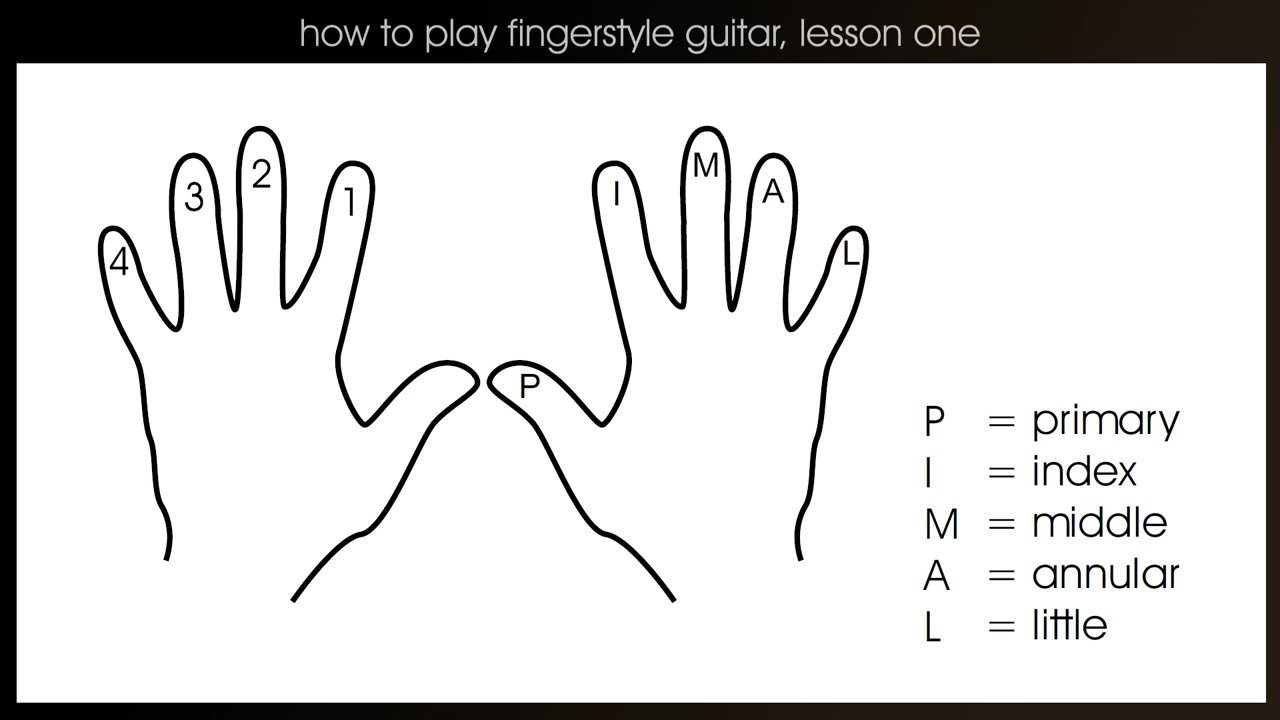 how to play fingerstyle guitar, lesson one
4 3 2 1 I M A L
P
P = primary
I = index
M = middle
A = annular
L = little